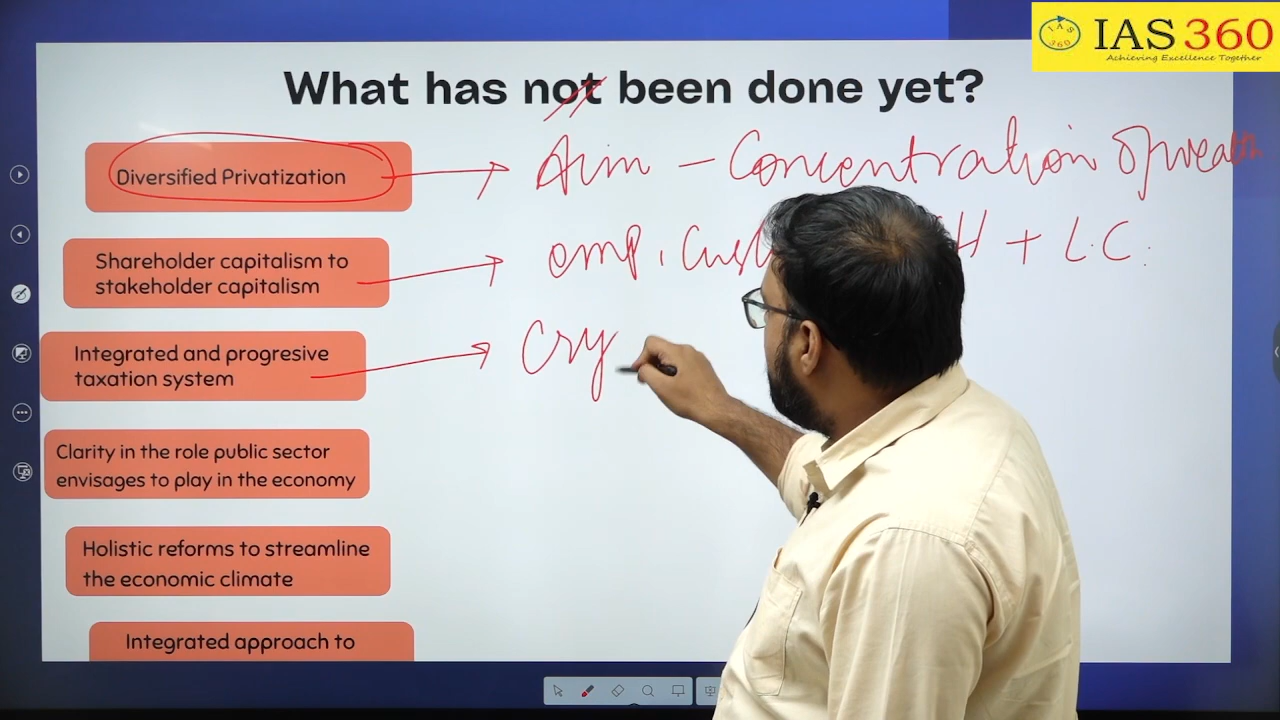 IAS 360
Achieving Excellence Together
What has not been done yet?
Diversified Privatization
Aim - Concentration of wealth
Shareholder capitalism to
stakeholder capitalism
emp, Cust H + L.C.
Integrated and progresive
taxation system
Cry
Clarity in the role public sector
envisages to play in the economy
Holistic reforms to streamline
the economic climate
Integrated approach to